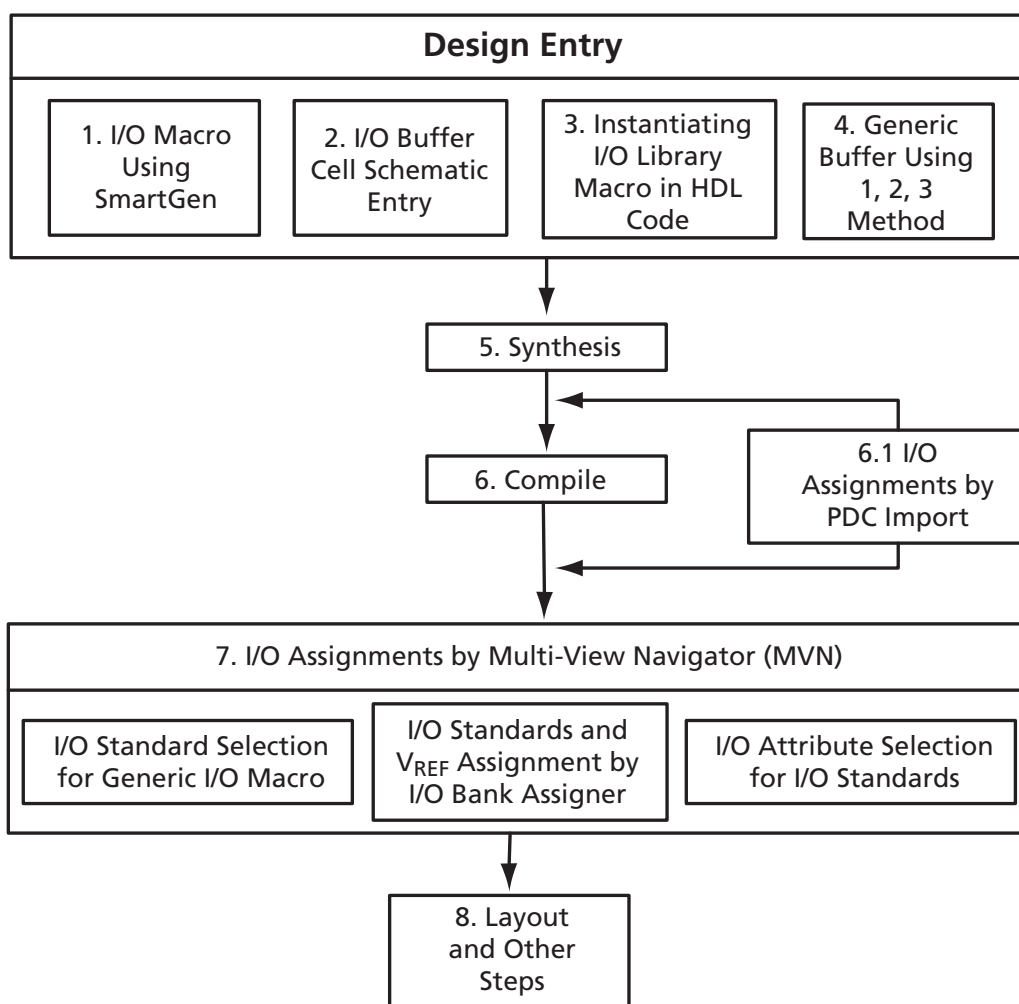 Design Entry
1. I/O Macro
Using
SmartGen
2. I/O Buffer
Cell Schematic
Entry
3. Instantiating
I/O Library
Macro in HDL
Code
4. Generic
Buffer Using
1, 2, 3
Method
5. Synthesis
6. Compile
6.1 I/O
Assignments by
PDC Import
7. I/O Assignments by Multi-View Navigator (MVN)
I/O Standard Selection
for Generic I/O Macro
I/O Standards and
VREF Assignment by
I/O Bank Assigner
I/O Attribute Selection
for I/O Standards
8. Layout
and Other
Steps